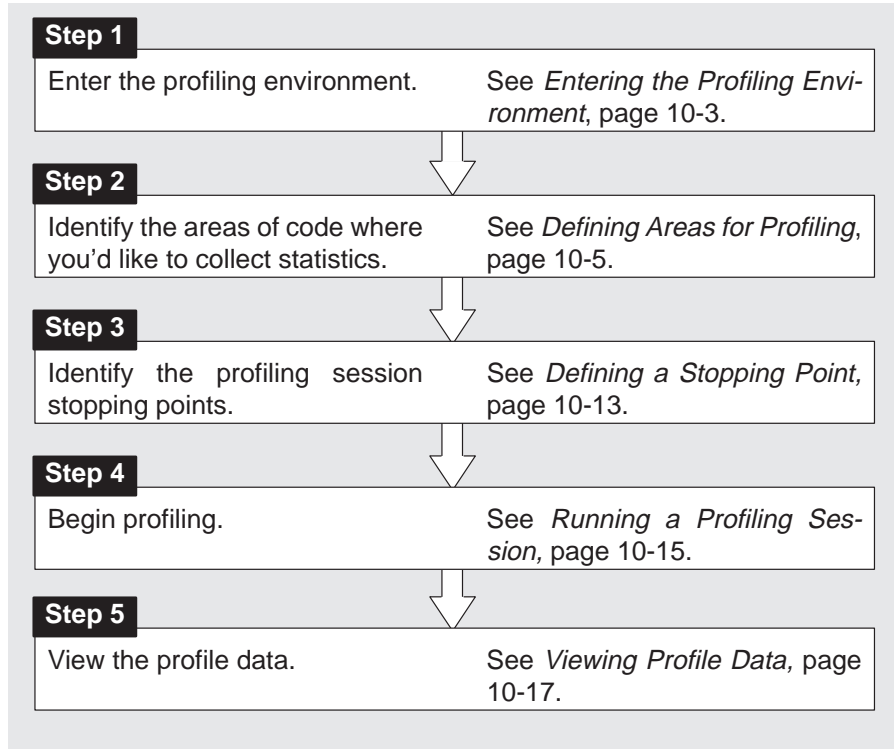 Step 1
Enter the profiling environment.
See Entering the Profiling Envi-
ronment, page 10-3.
Step 2
Identify the areas of code where
you'd like to collect statistics.
See Defining Areas for Profiling,
page 10-5.
Step 3
Identify the profiling session
stopping points.
See Defining a Stopping Point,
page 10-13.
Step 4
Begin profiling.
See Running a Profiling Ses-
sion, page 10-15.
Step 5
View the profile data.
See Viewing Profile Data, page
10-17.